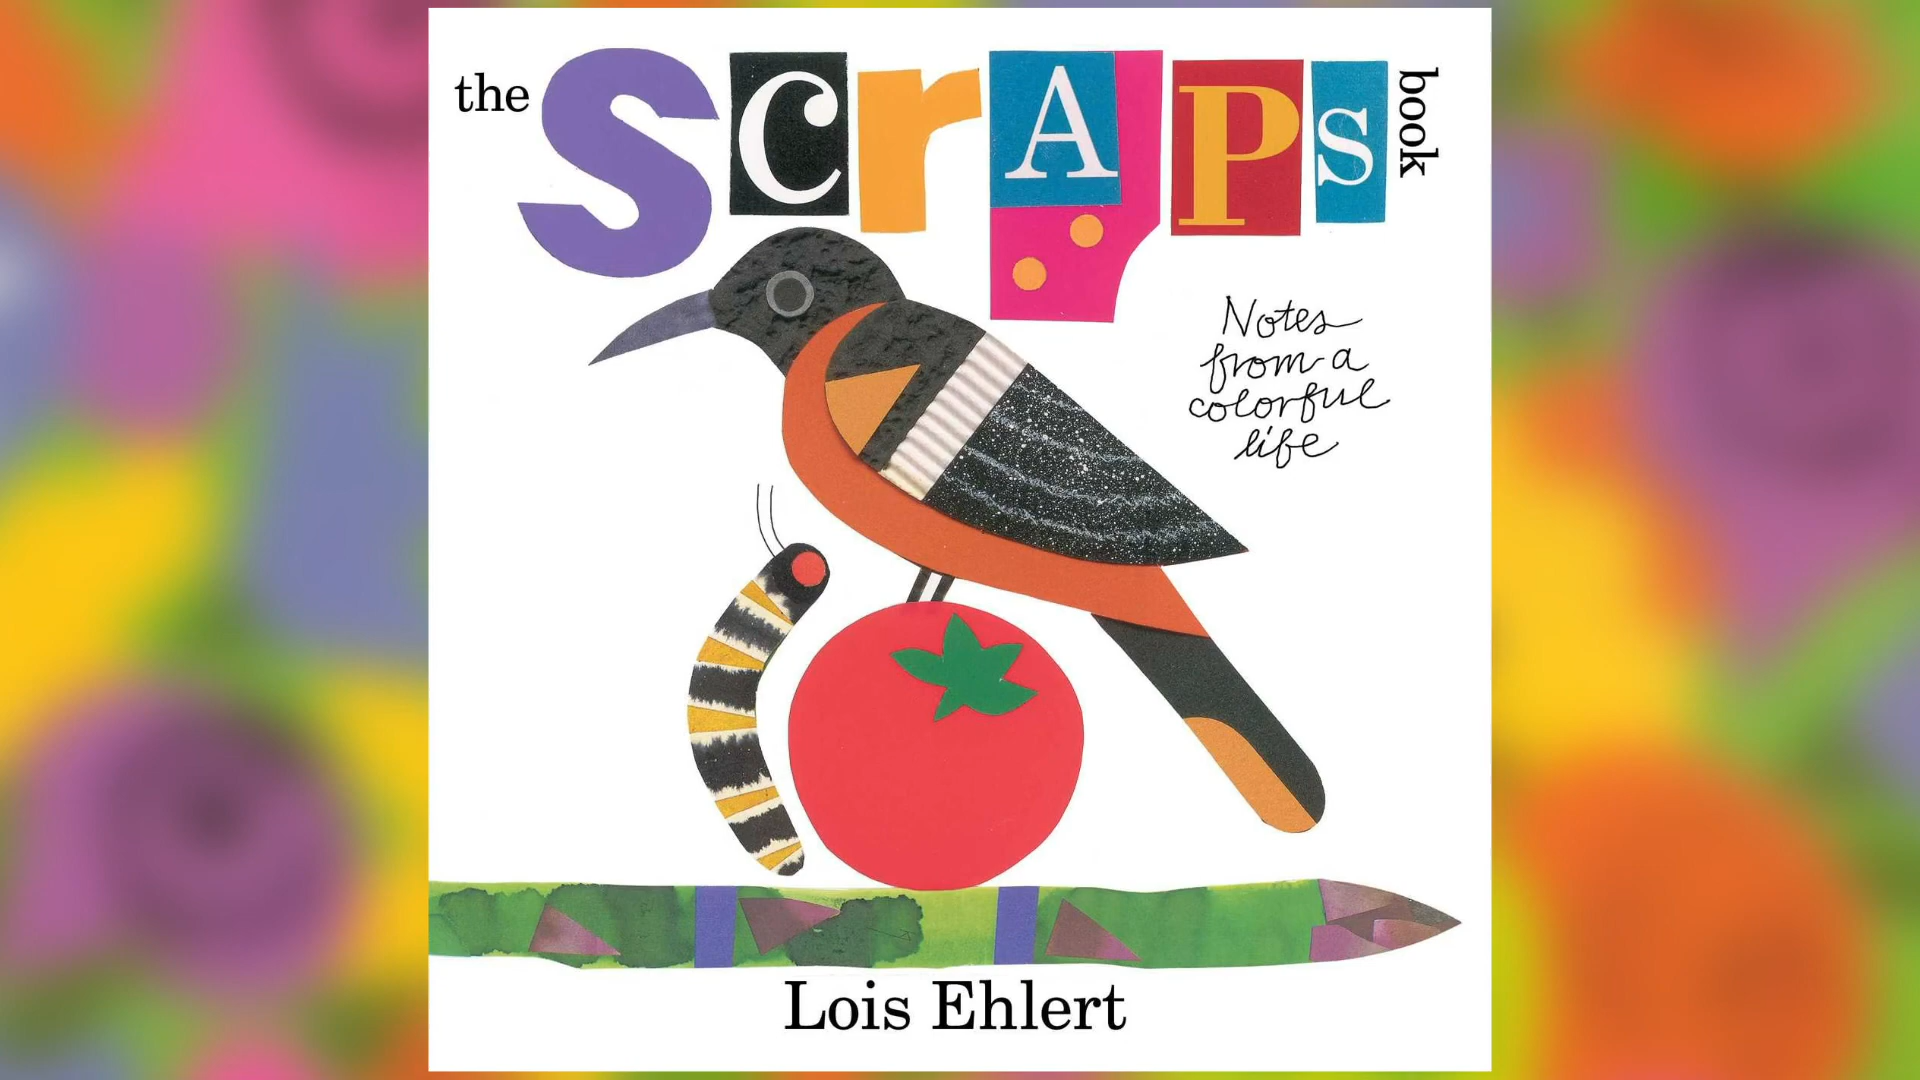 the ScrAPs book
Notes
from a
colorful
life
Lois Ehlert